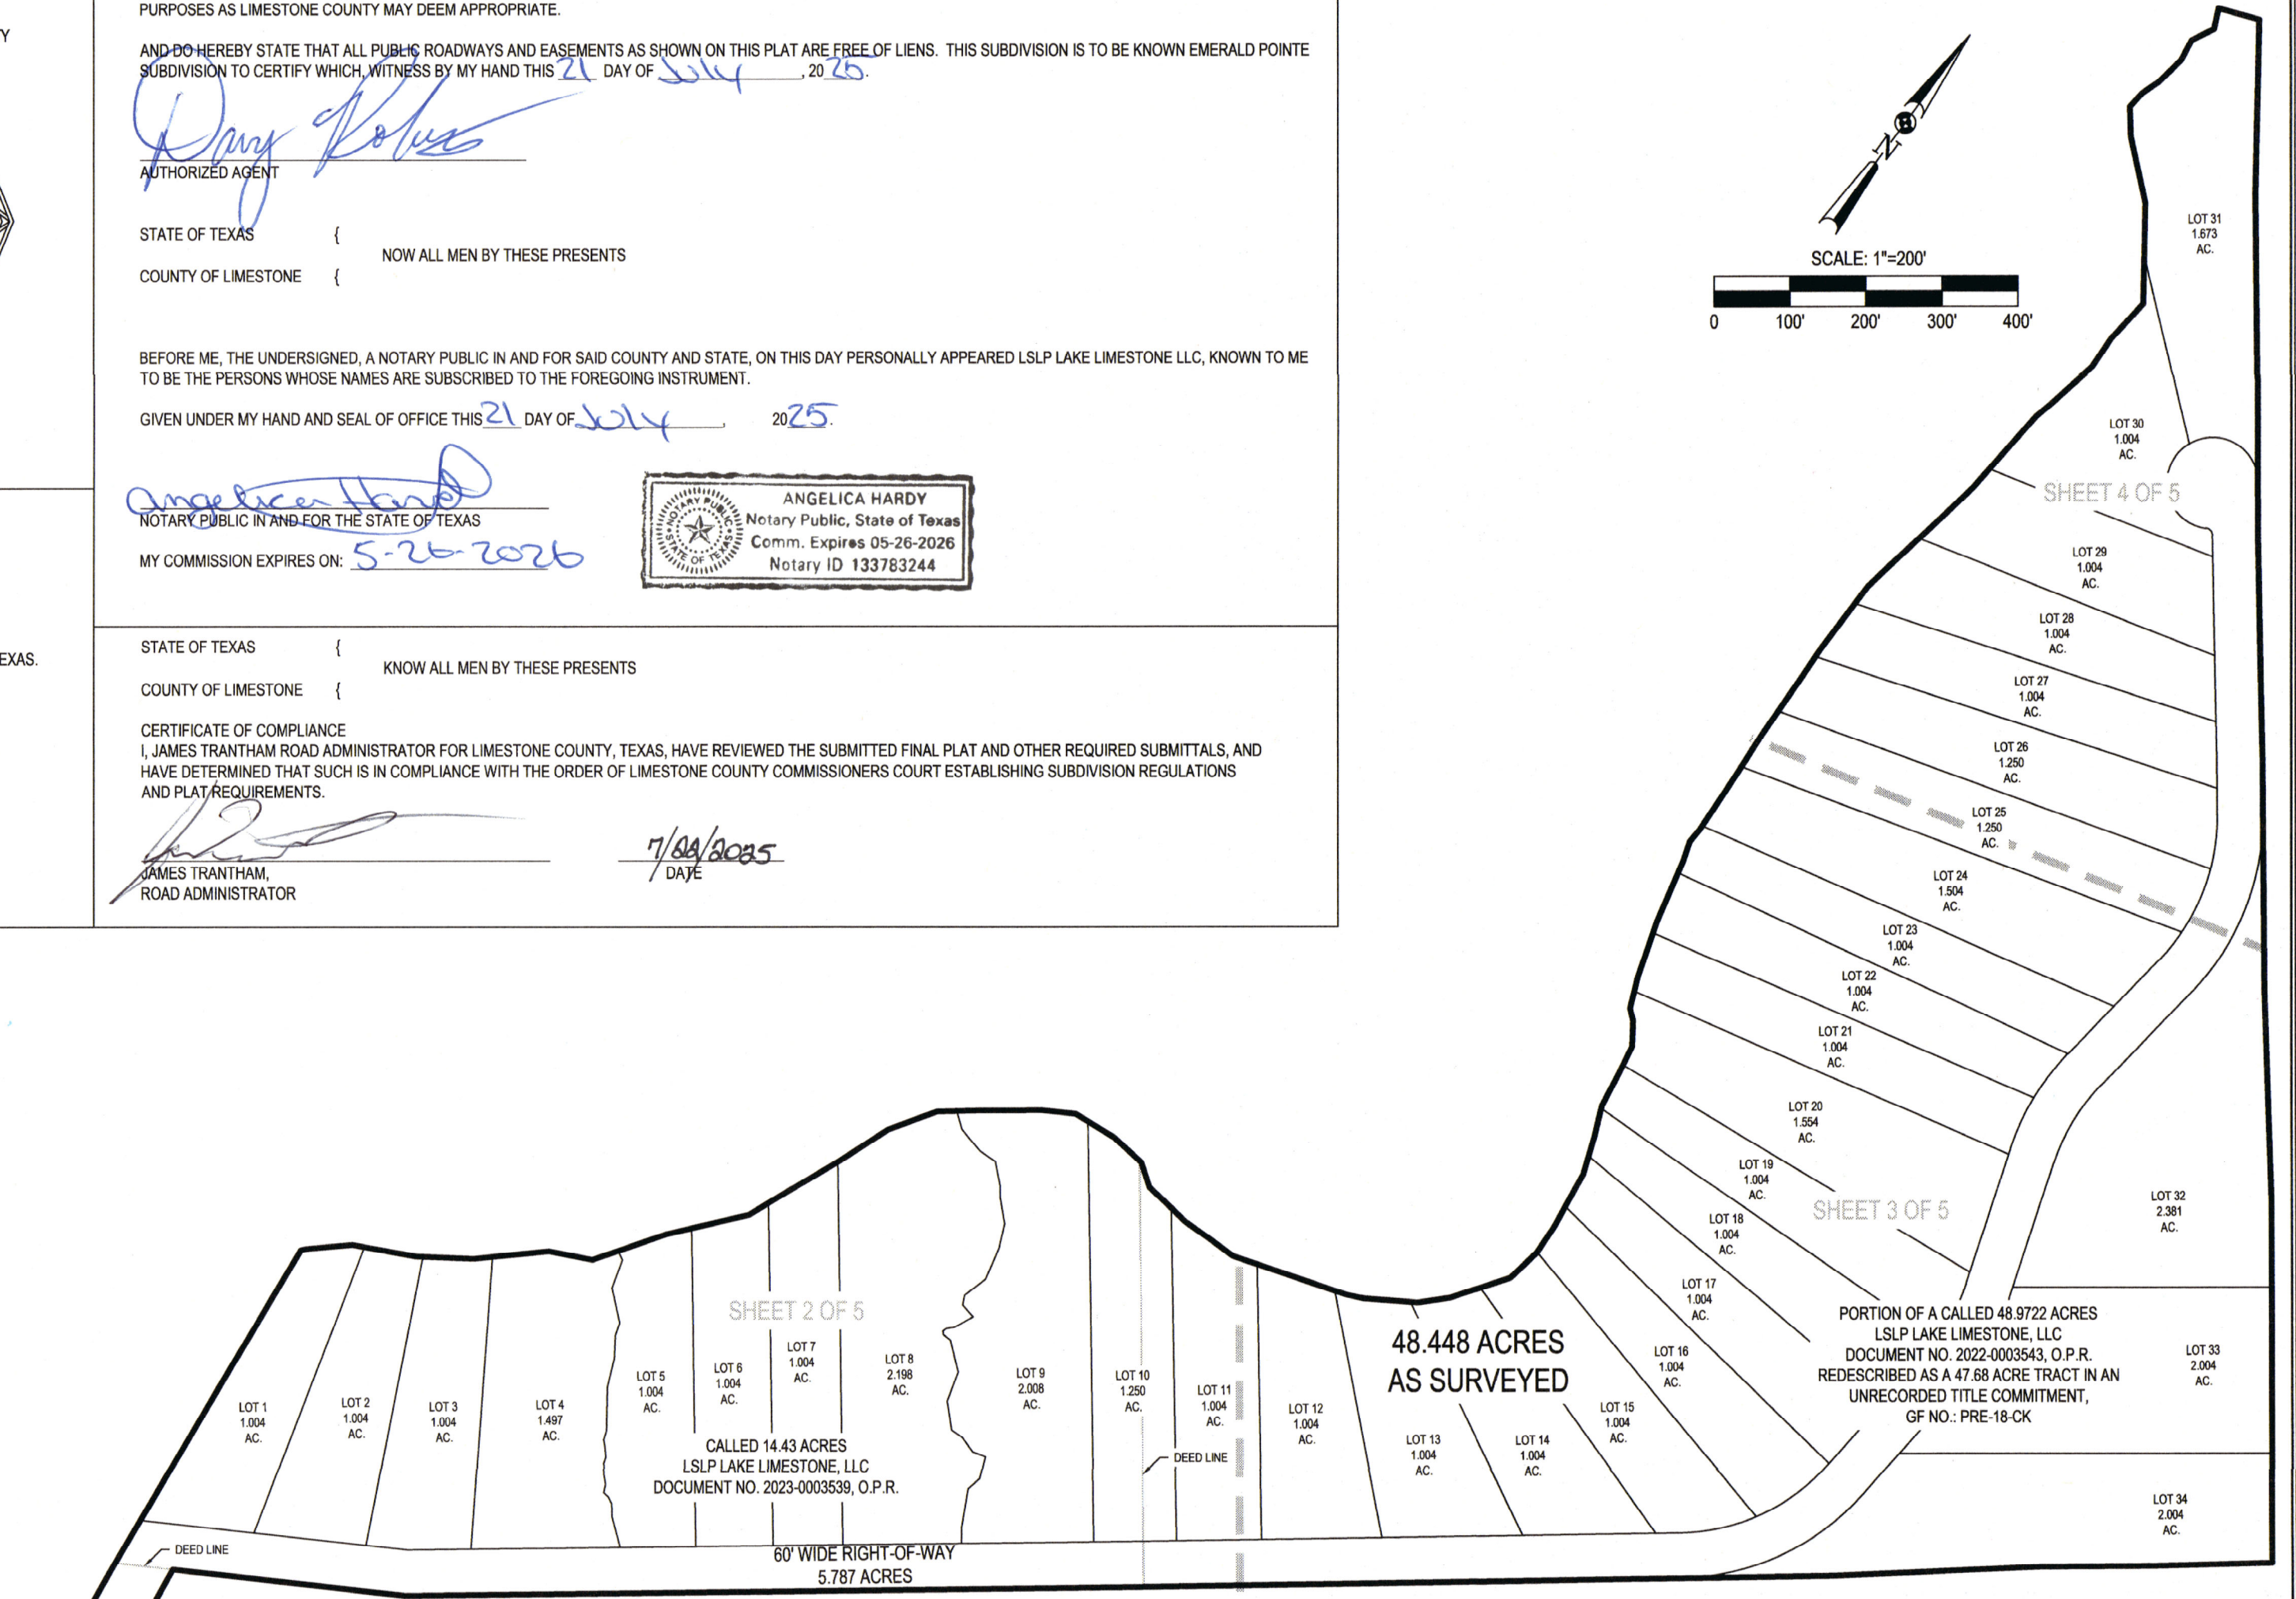 Y
EXAS.
PURPOSES AS LIMESTONE COUNTY MAY DEEM APPROPRIATE.
AND DO HEREBY STATE THAT ALL PUBLIC ROADWAYS AND EASEMENTS AS SHOWN ON THIS PLAT ARE FREE OF LIENS. THIS SUBDIVISION IS TO BE KNOWN EMERALD POINTE
SUBDIVISION TO CERTIFY WHICH, WITNESS BY MY HAND THIS 21 DAY OF July, 2025.
AUTHORIZED AGENT
STATE OF TEXAS {
NOW ALL MEN BY THESE PRESENTS
COUNTY OF LIMESTONE {
BEFORE ME, THE UNDERSIGNED, A NOTARY PUBLIC IN AND FOR SAID COUNTY AND STATE, ON THIS DAY PERSONALLY APPEARED LSLP LAKE LIMESTONE LLC, KNOWN TO ME
TO BE THE PERSONS WHOSE NAMES ARE SUBSCRIBED TO THE FOREGOING INSTRUMENT.
GIVEN UNDER MY HAND AND SEAL OF OFFICE THIS 21 DAY OF July, 2025.
Angelica Hardy
NOTARY PUBLIC IN AND FOR THE STATE OF TEXAS
MY COMMISSION EXPIRES ON: 5-26-2026
NOTARY PUBLIC
STATE OF TEXAS
ANGELICA HARDY
Notary Public, State of Texas
Comm. Expires 05-26-2026
Notary ID 133783244
STATE OF TEXAS {
KNOW ALL MEN BY THESE PRESENTS
COUNTY OF LIMESTONE {
CERTIFICATE OF COMPLIANCE
I, JAMES TRANTHAM ROAD ADMINISTRATOR FOR LIMESTONE COUNTY, TEXAS, HAVE REVIEWED THE SUBMITTED FINAL PLAT AND OTHER REQUIRED SUBMITTALS, AND
HAVE DETERMINED THAT SUCH IS IN COMPLIANCE WITH THE ORDER OF LIMESTONE COUNTY COMMISSIONERS COURT ESTABLISHING SUBDIVISION REGULATIONS
AND PLAT REQUIREMENTS.
7/22/2025
JAMES TRANTHAM,
ROAD ADMINISTRATOR
DATE
N
SCALE: 1"=200'
0 100' 200' 300' 400'
LOT 31
1.673
AC.
LOT 30
1.004
AC.
SHEET 4 OF 5
LOT 29
1.004
AC.
LOT 28
1.004
AC.
LOT 27
1.004
AC.
LOT 26
1.250
AC.
LOT 25
1.250
AC.
LOT 24
1.504
AC.
LOT 23
1.004
AC.
LOT 22
1.004
AC.
LOT 21
1.004
AC.
LOT 20
1.554
AC.
LOT 19
1.004
AC.
SHEET 3 OF 5
LOT 18
1.004
AC.
LOT 17
1.004
AC.
LOT 16
1.004
AC.
LOT 15
1.004
AC.
LOT 14
1.004
AC.
LOT 13
1.004
AC.
LOT 12
1.004
AC.
LOT 11
1.004
AC.
LOT 10
1.250
AC.
LOT 9
2.008
AC.
LOT 8
2.198
AC.
LOT 7
1.004
AC.
LOT 6
1.004
AC.
LOT 5
1.004
AC.
LOT 4
1.497
AC.
LOT 3
1.004
AC.
LOT 2
1.004
AC.
LOT 1
1.004
AC.
SHEET 2 OF 5
48.448 ACRES
AS SURVEYED
LOT 32
2.381
AC.
PORTION OF A CALLED 48.9722 ACRES
LSLP LAKE LIMESTONE, LLC
DOCUMENT NO. 2022-0003543, O.P.R.
REDESCRIBED AS A 47.68 ACRE TRACT IN AN
UNRECORDED TITLE COMMITMENT,
GF NO.: PRE-18-CK
LOT 33
2.004
AC.
LOT 34
2.004
AC.
CALLED 14.43 ACRES
LSLP LAKE LIMESTONE, LLC
DOCUMENT NO. 2023-0003539, O.P.R.
DEED LINE
DEED LINE
60' WIDE RIGHT-OF-WAY
5.787 ACRES